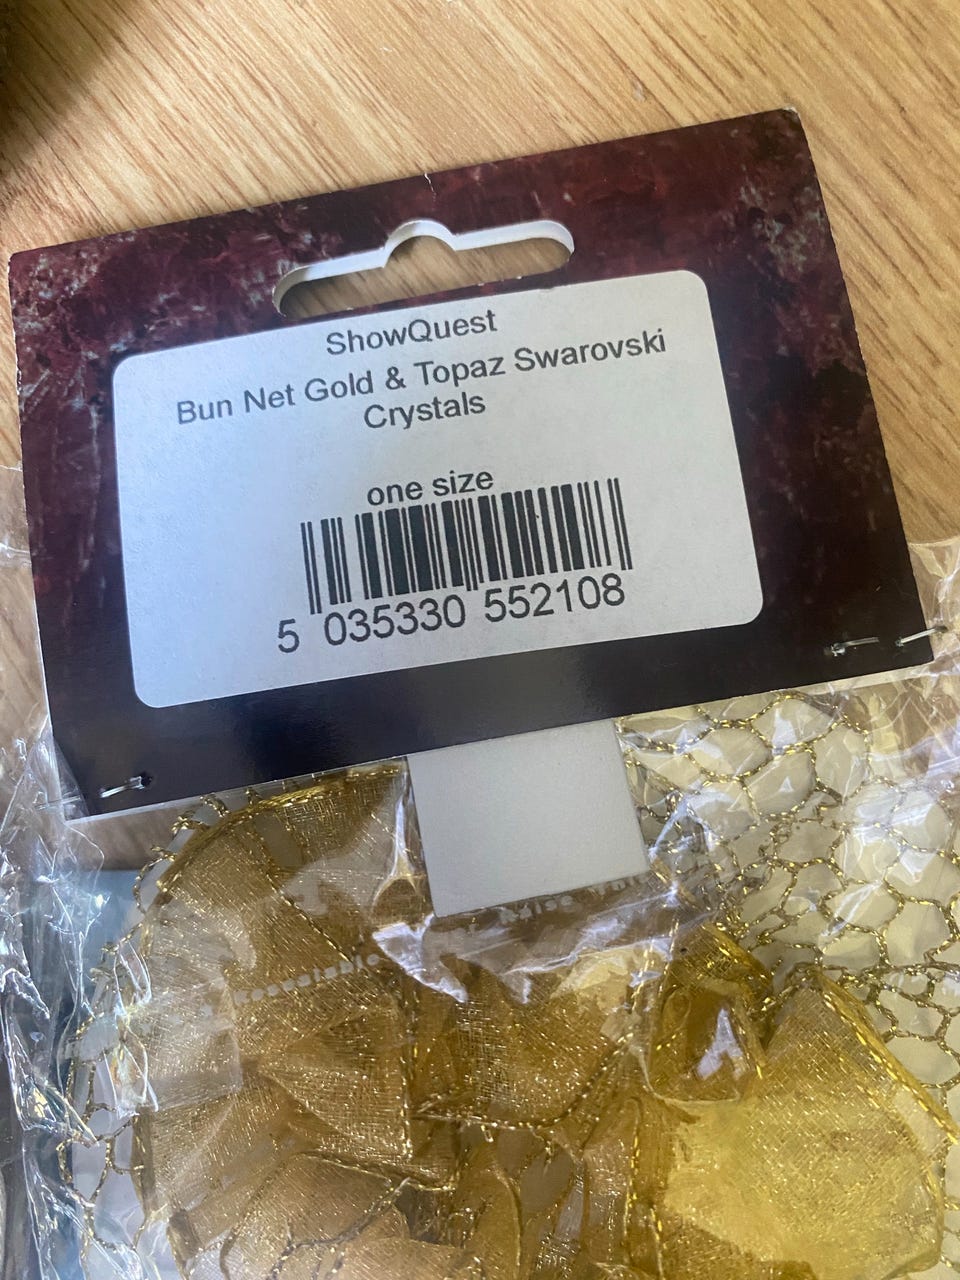 ShowQuest
Bun Net Gold & Topaz Swarovski
Crystals
one size
5 035330 552108